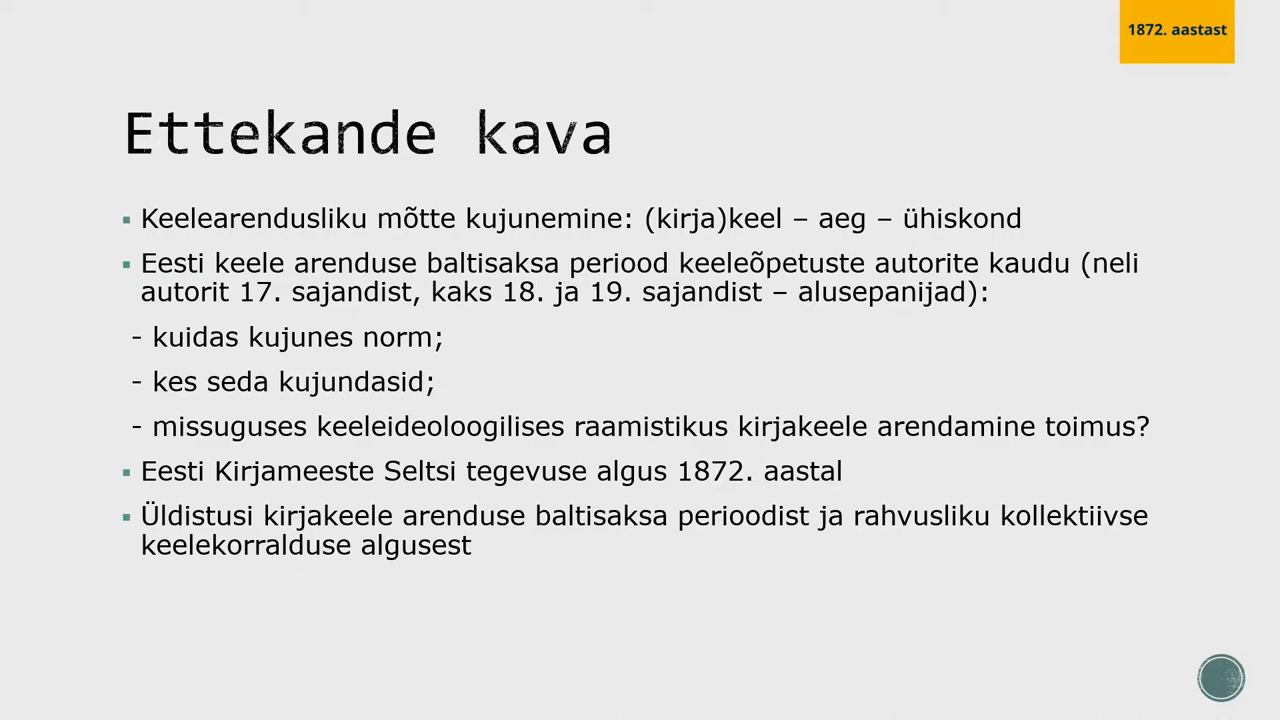 1872. aastast
Ettekande kava
▪ Keelearendusliku mõtte kujunemine: (kirja)keel – aeg – ühiskond
▪ Eesti keele arenduse baltisaksa periood keeleõpetuste autorite kaudu (neli
autorit 17. sajandist, kaks 18. ja 19. sajandist – alusepanijad):
- kuidas kujunes norm;
- kes seda kujundasid;
- missuguses keeleideoloogilises raamistikus kirjakeele arendamine toimus?
▪ Eesti Kirjameeste Seltsi tegevuse algus 1872. aastal
▪ Üldistusi kirjakeele arenduse baltisaksa perioodist ja rahvusliku kollektiivse
keelekorralduse algusest